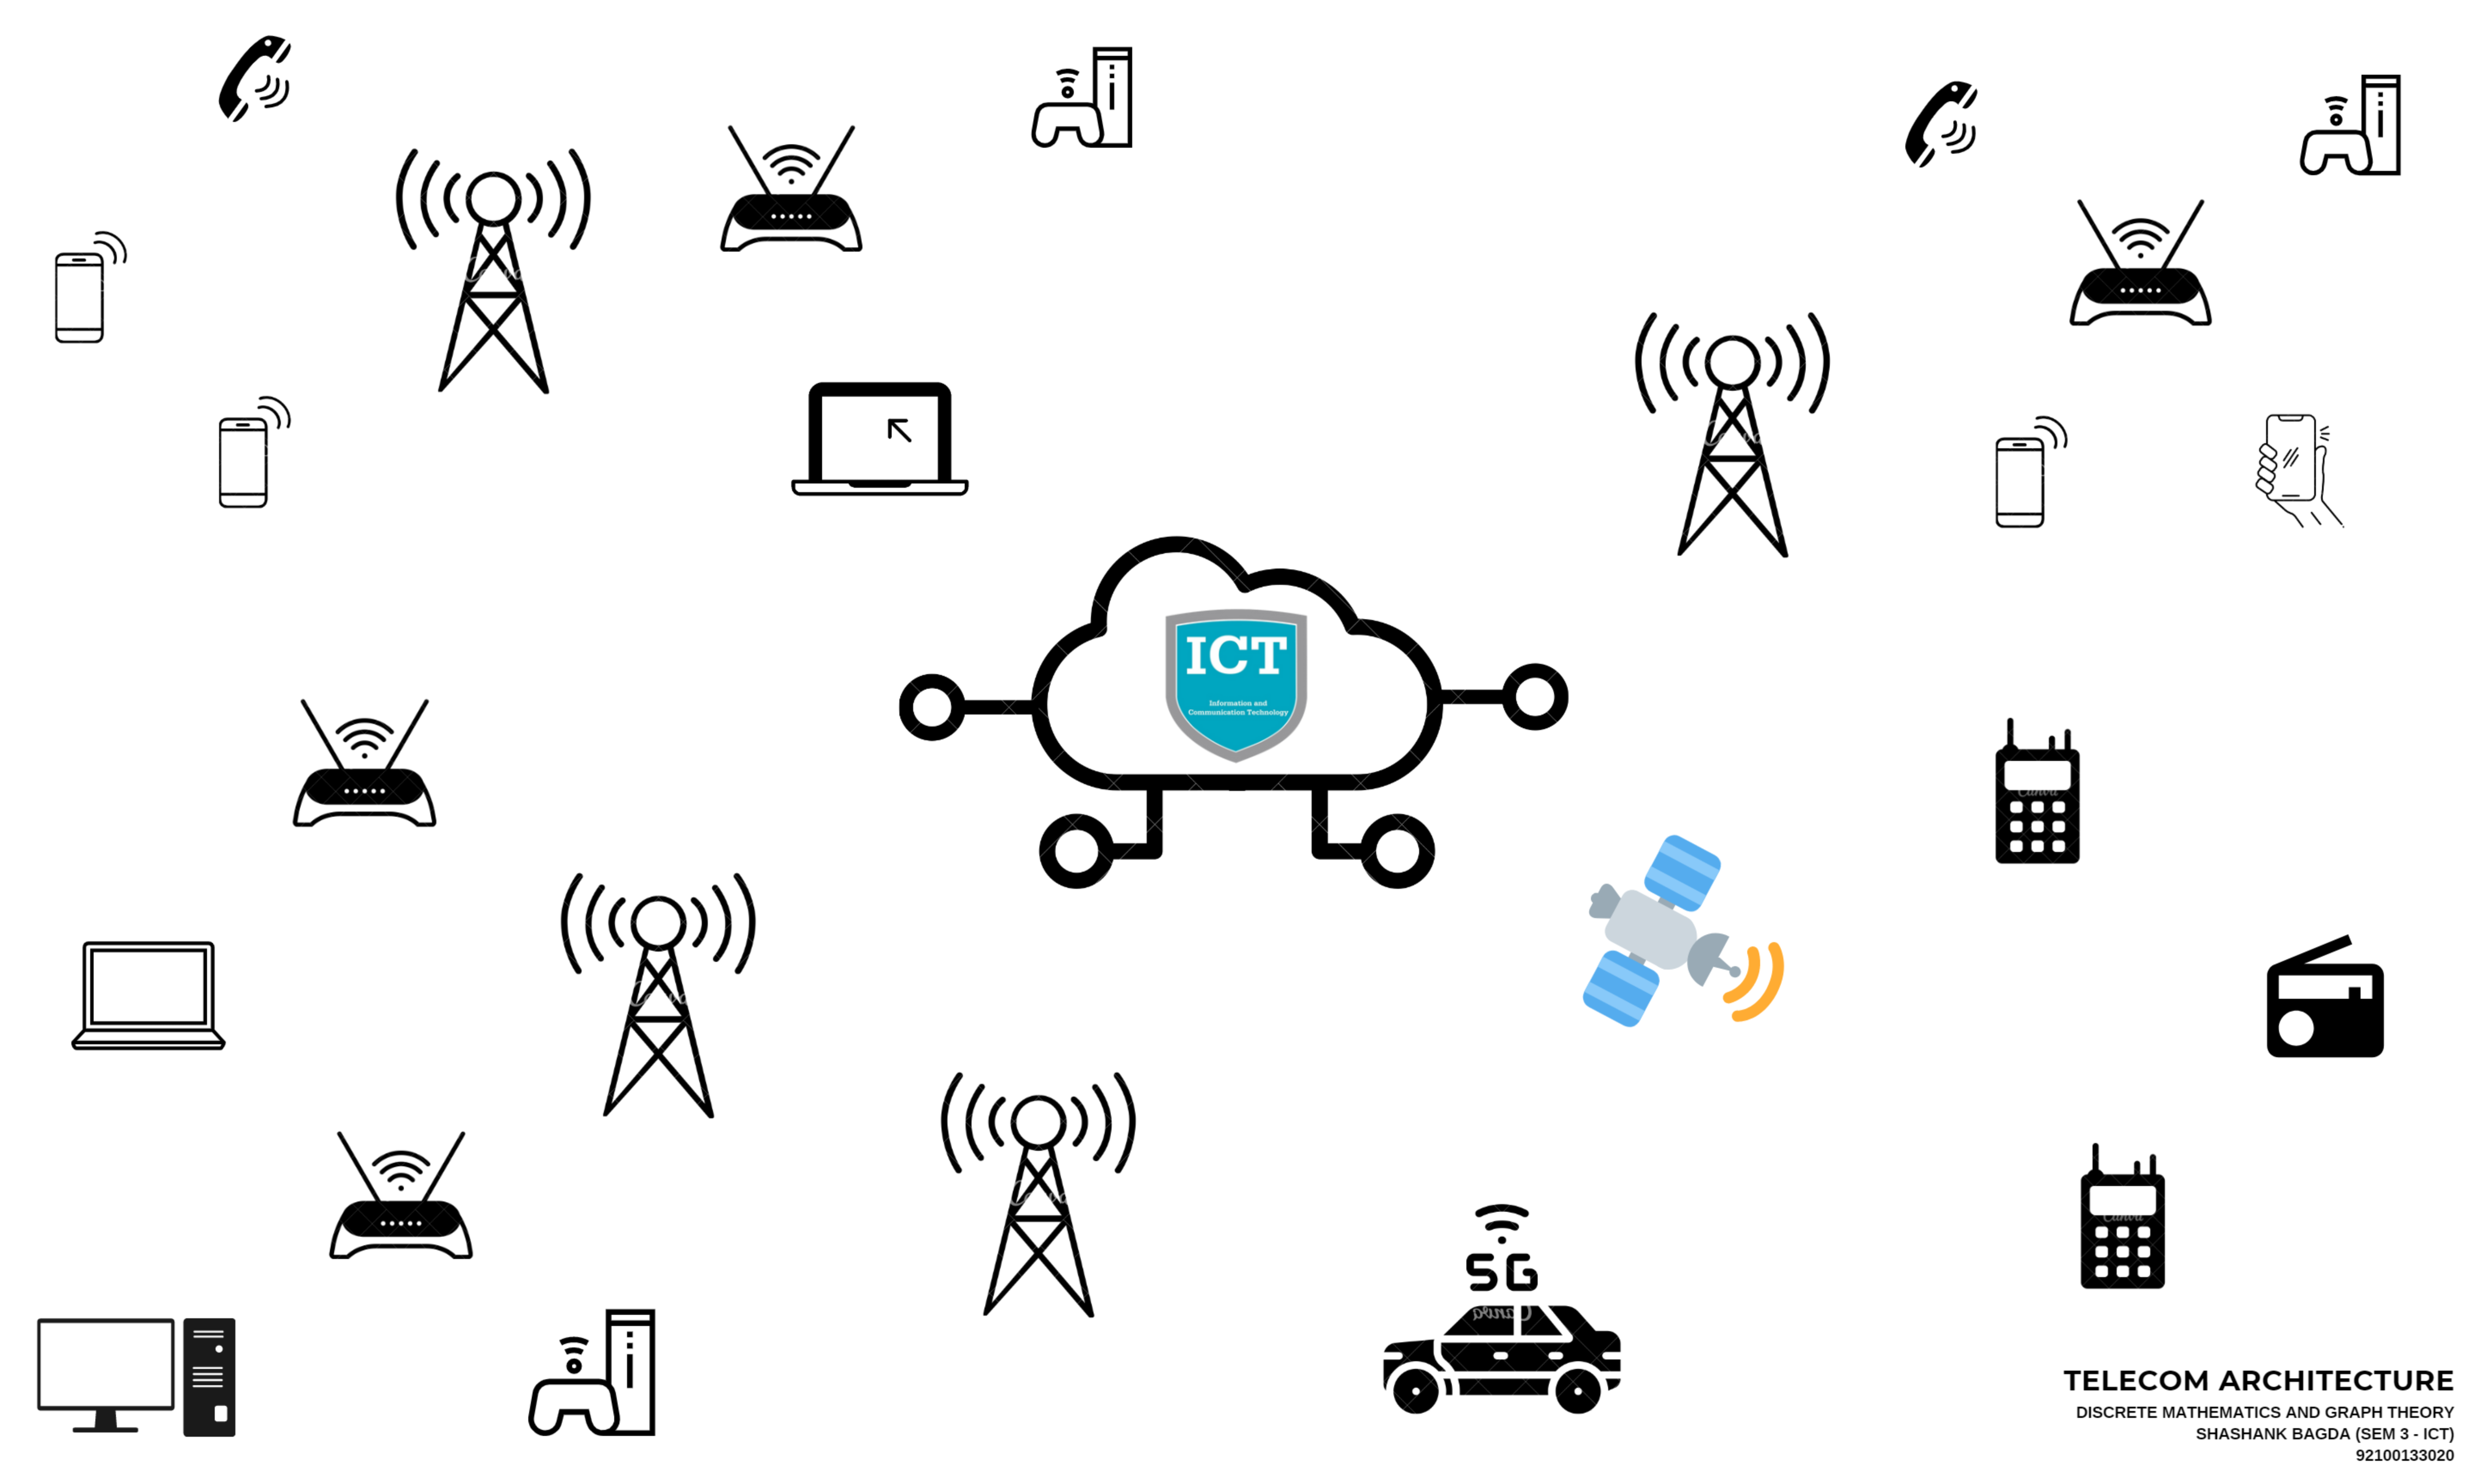 ICT
Information and
Communication Technology
5G
TELECOM ARCHITECTURE
DISCRETE MATHEMATICS AND GRAPH THEORY
SHASHANK BAGDA (SEM 3 - ICT)
92100133020